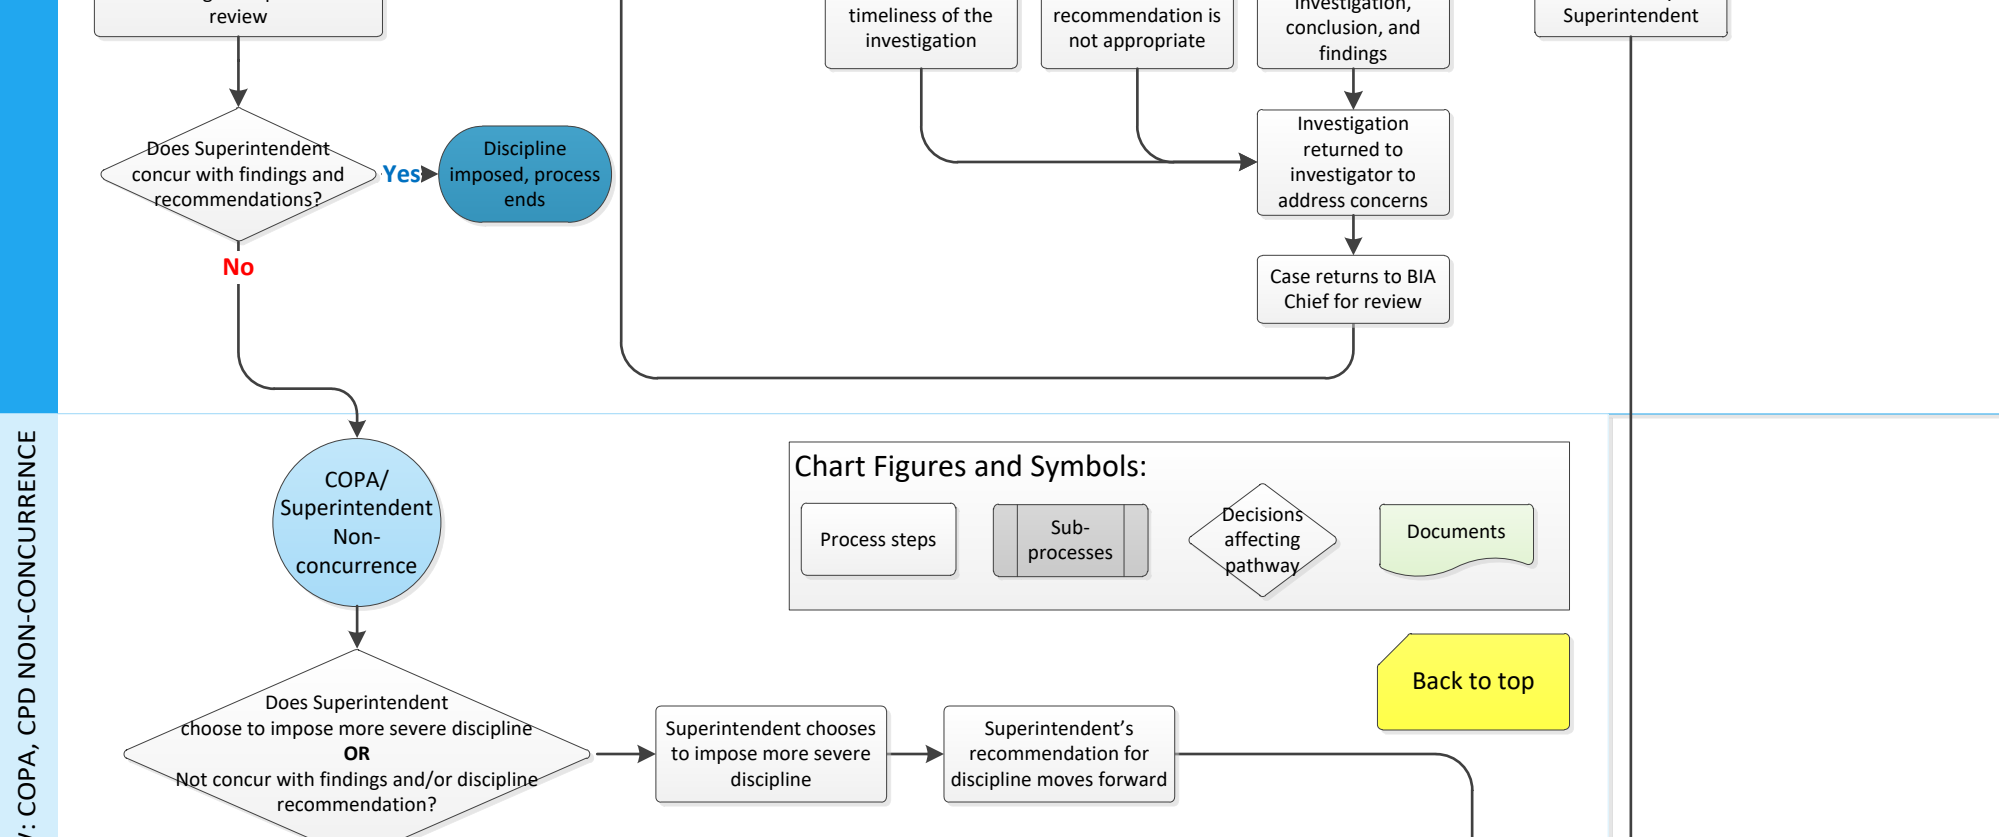 review
timeliness of the
investigation
recommendation is
not appropriate
investigation,
conclusion, and
findings
Superintendent
Does Superintendent
concur with findings and
recommendations?
Yes
Discipline
imposed, process
ends
No
Investigation
returned to
investigator to
address concerns
Case returns to BIA
Chief for review
: COPA, CPD NON-CONCURRENCE
COPA/
Superintendent
Non-
concurrence
Chart Figures and Symbols:
Process steps
Sub-
processes
Decisions
affecting
pathway
Documents
Back to top
Does Superintendent
choose to impose more severe discipline
OR
Not concur with findings and/or discipline
recommendation?
Superintendent chooses
to impose more severe
discipline
Superintendent’s
recommendation for
discipline moves forward